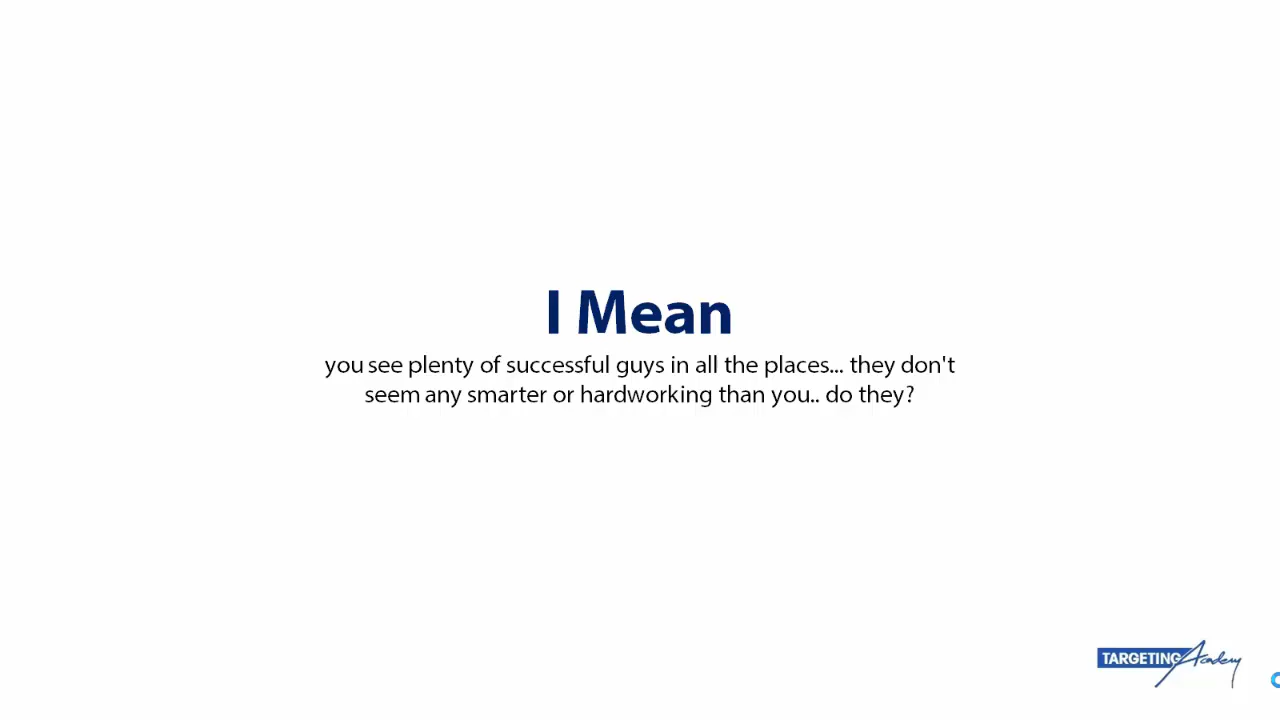 I Mean
you see plenty of successful guys in all the places... they don't
seem any smarter or hardworking than you.. do they?
TARGETING Academy